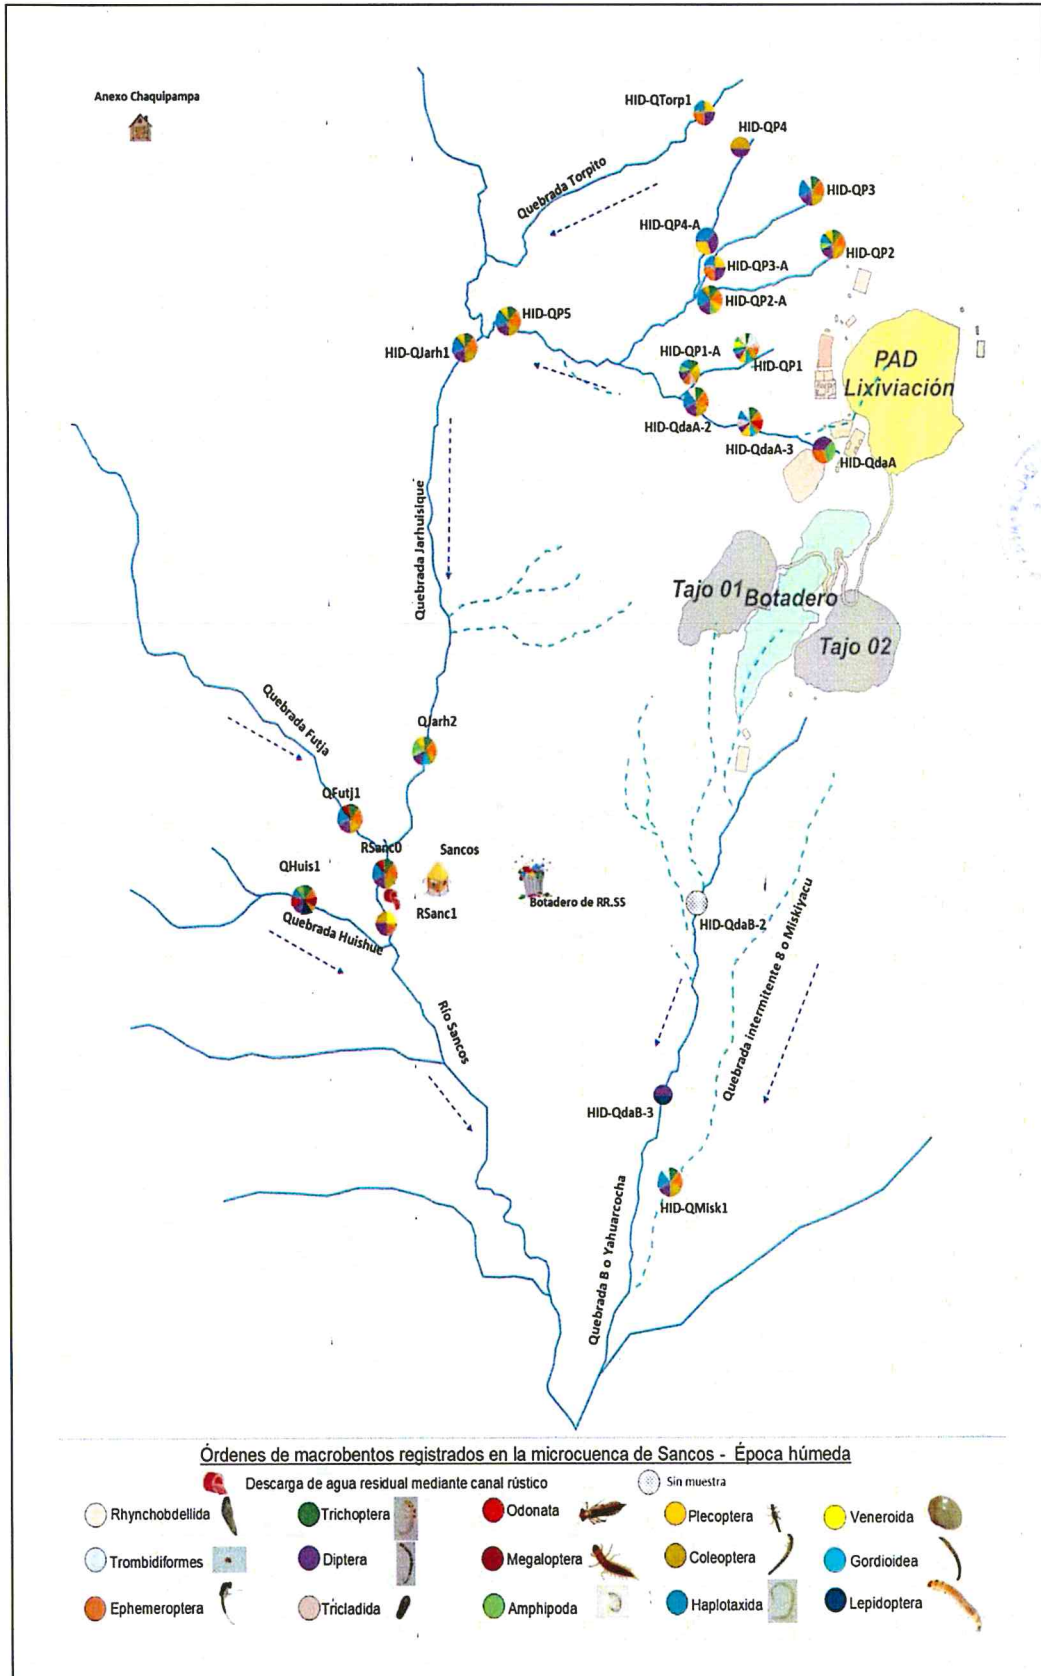 Anexo Chaquipampa
HID-QTorp1
HID-QP4
Quebrada Torpito
HID-QP3
HID-QP4-A
HID-QP2
HID-QP3-A
HID-QP2-A
HID-QP5
HID-QJarh1
HID-QP1-A
HID-QP1
PAD
Lixiviación
HID-QdaA-2
HID-QdaA-3
HID-QdaA
Quebrada Jarhuisique
Tajo 01
Botadero
Tajo 02
Quebrada Futja
QJarh2
QFutj1
RSanc0
Sancos
QHuis1
RSanc1
Botadero de RR.SS
Quebrada Huishue
HID-QdaB-2
Quebrada intermitente B o Miskiyacu
Río Sancos
HID-QdaB-3
HID-QMisk1
Quebrada B o Yahuarcocha
Órdenes de macrobentos registrados en la microcuenca de Sancos - Época húmeda
Descarga de agua residual mediante canal rústico
Sin muestra
Rhynchobdellida
Trichoptera
Odonata
Plecoptera
Veneroida
Trombidiformes
Diptera
Megaloptera
Coleoptera
Gordioidea
Ephemeroptera
Tricladida
Amphipoda
Haplotaxida
Lepidoptera